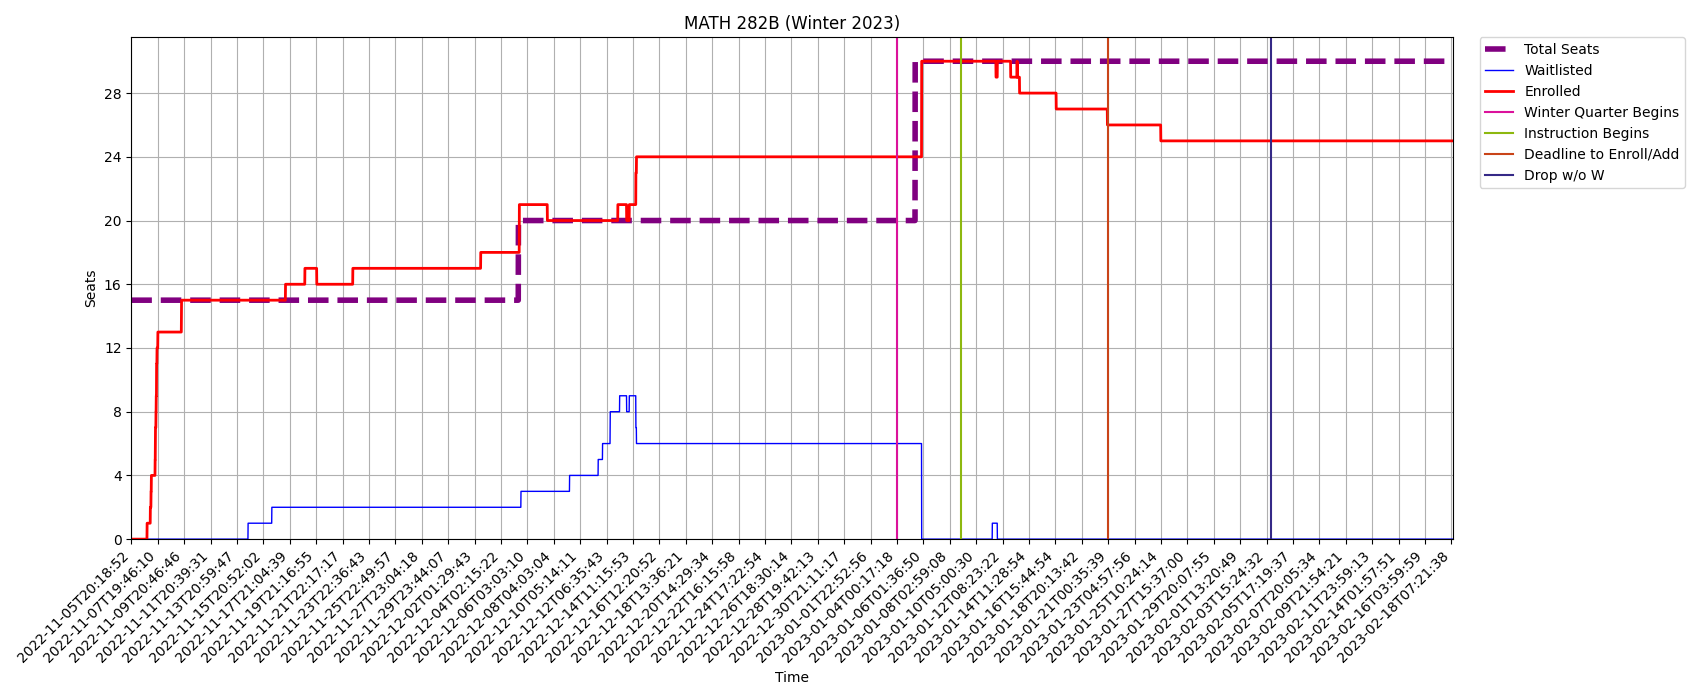 MATH 282B (Winter 2023)
Total Seats
Waitlisted
Enrolled
Winter Quarter Begins
Instruction Begins
Deadline to Enroll/Add
Drop w/o W
Seats
28
24
20
16
12
8
4
0
2022-11-05T20:18:52
2022-11-07T19:46:10
2022-11-09T20:46:46
2022-11-11T20:39:31
2022-11-13T20:59:47
2022-11-15T20:52:02
2022-11-17T21:04:39
2022-11-19T21:16:55
2022-11-21T22:17:17
2022-11-23T22:36:43
2022-11-25T22:49:57
2022-11-27T23:04:18
2022-11-29T23:44:07
2022-12-02T01:29:43
2022-12-04T02:15:22
2022-12-06T03:03:10
2022-12-08T04:03:04
2022-12-10T05:14:11
2022-12-12T06:35:43
2022-12-14T11:15:53
2022-12-16T12:20:52
2022-12-18T13:36:21
2022-12-20T14:29:34
2022-12-22T16:15:58
2022-12-24T17:22:54
2022-12-26T18:30:14
2022-12-28T19:42:13
2022-12-30T21:11:17
2023-01-01T22:52:56
2023-01-04T00:17:18
2023-01-06T01:36:50
2023-01-08T02:59:08
2023-01-10T05:00:30
2023-01-12T08:23:22
2023-01-14T11:28:54
2023-01-16T15:44:54
2023-01-18T20:13:42
2023-01-21T00:35:39
2023-01-23T04:57:56
2023-01-25T10:24:14
2023-01-27T15:37:00
2023-01-29T20:07:55
2023-02-01T13:20:49
2023-02-03T15:24:32
2023-02-05T17:19:37
2023-02-07T20:05:34
2023-02-09T21:54:21
2023-02-11T23:59:13
2023-02-14T01:57:51
2023-02-16T03:59:59
2023-02-18T07:21:38
Time